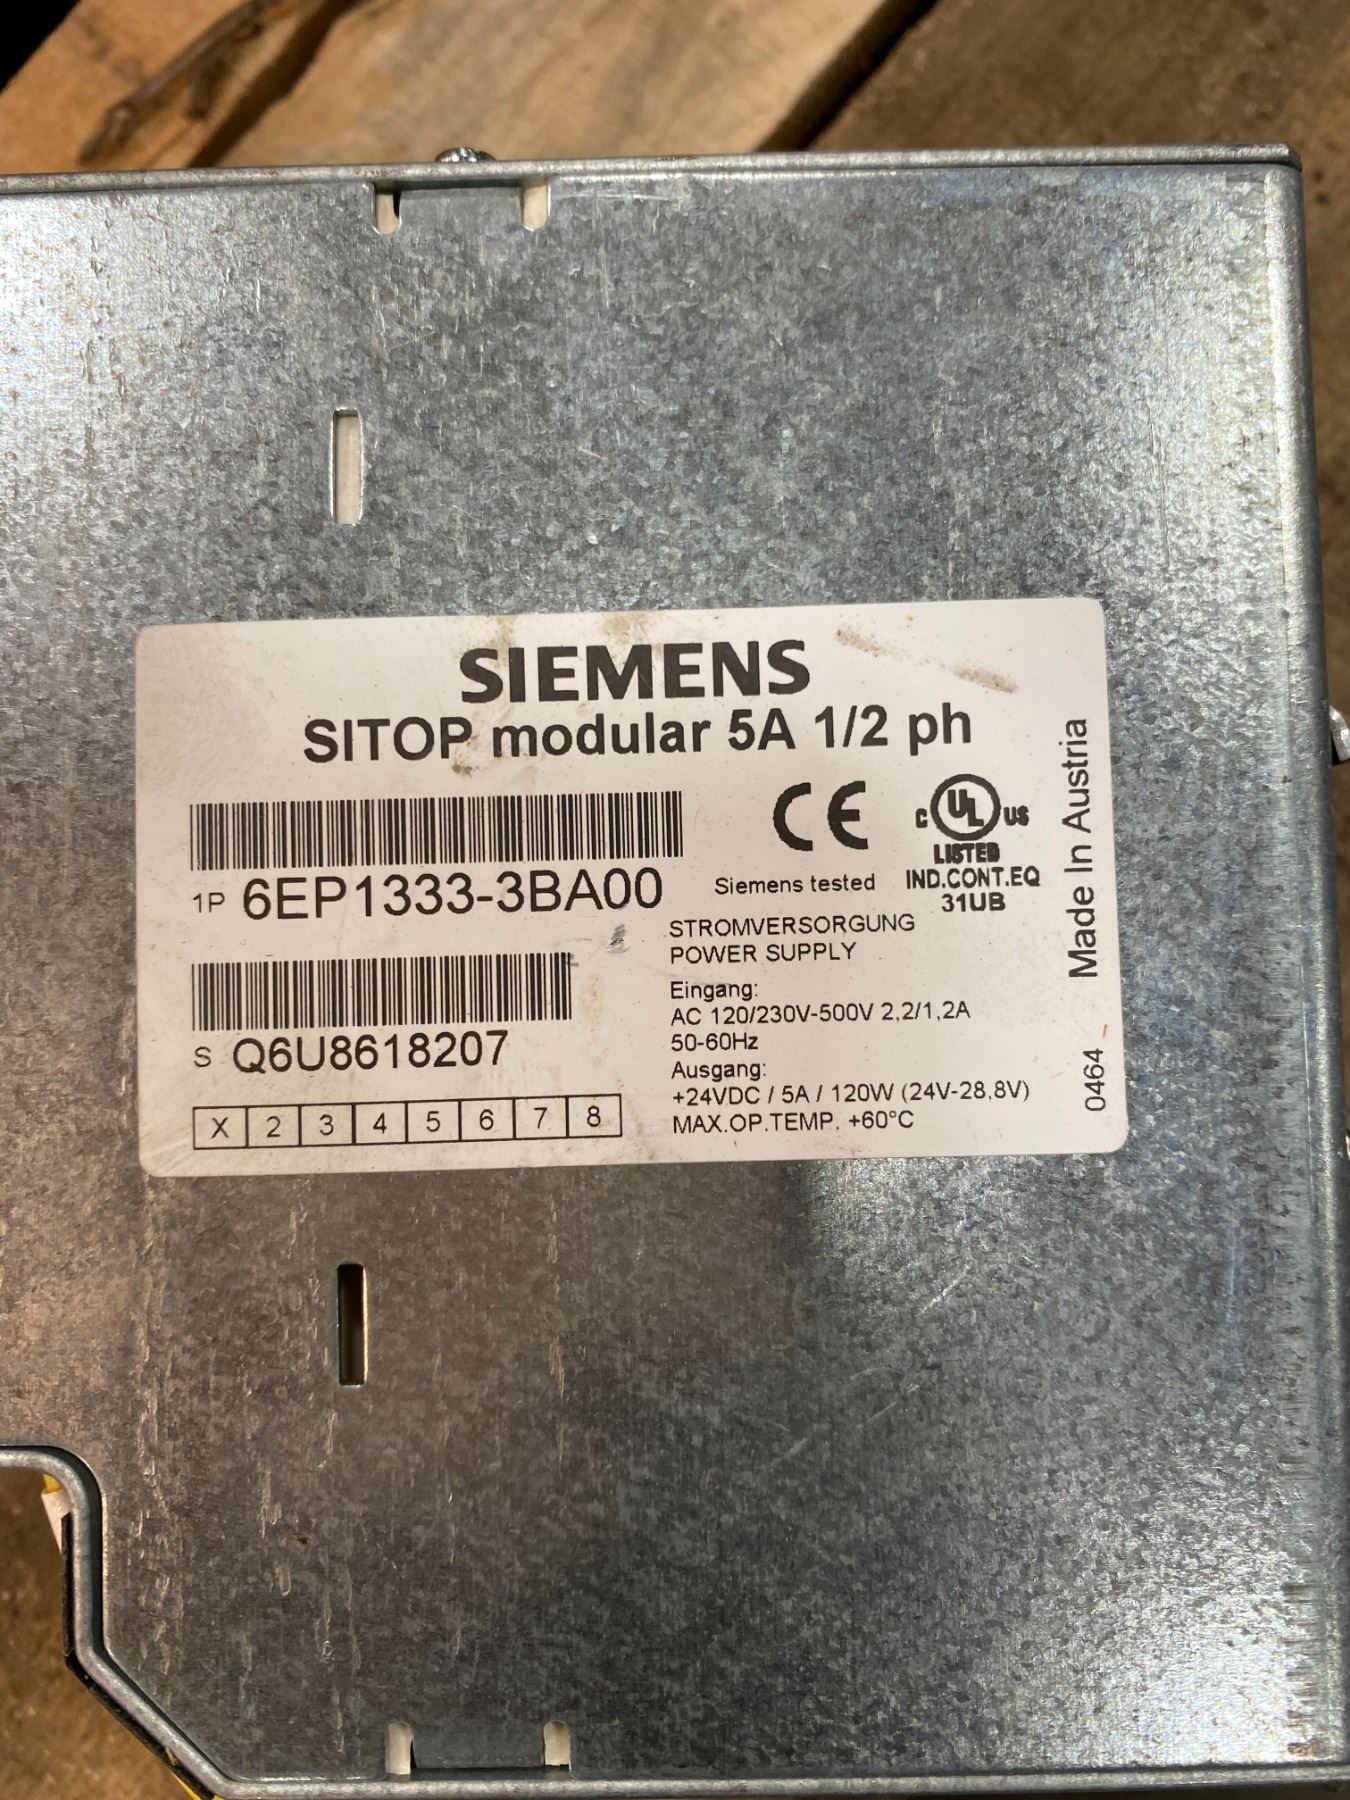 SIEMENS
SITOP modular 5A 1/2 ph
CE
C UL US
LISTED
IND.CONT.EQ
31UB
Siemens tested
1P 6EP1333-3BA00
S Q6U8618207
X 2 3 4 5 6 7 8
STROMVERSORGUNG
POWER SUPPLY
Eingang:
AC 120/230V-500V 2,2/1,2A
50-60Hz
Ausgang:
+24VDC / 5A / 120W (24V-28,8V)
MAX.OP.TEMP. +60°C
Made In Austria
0464